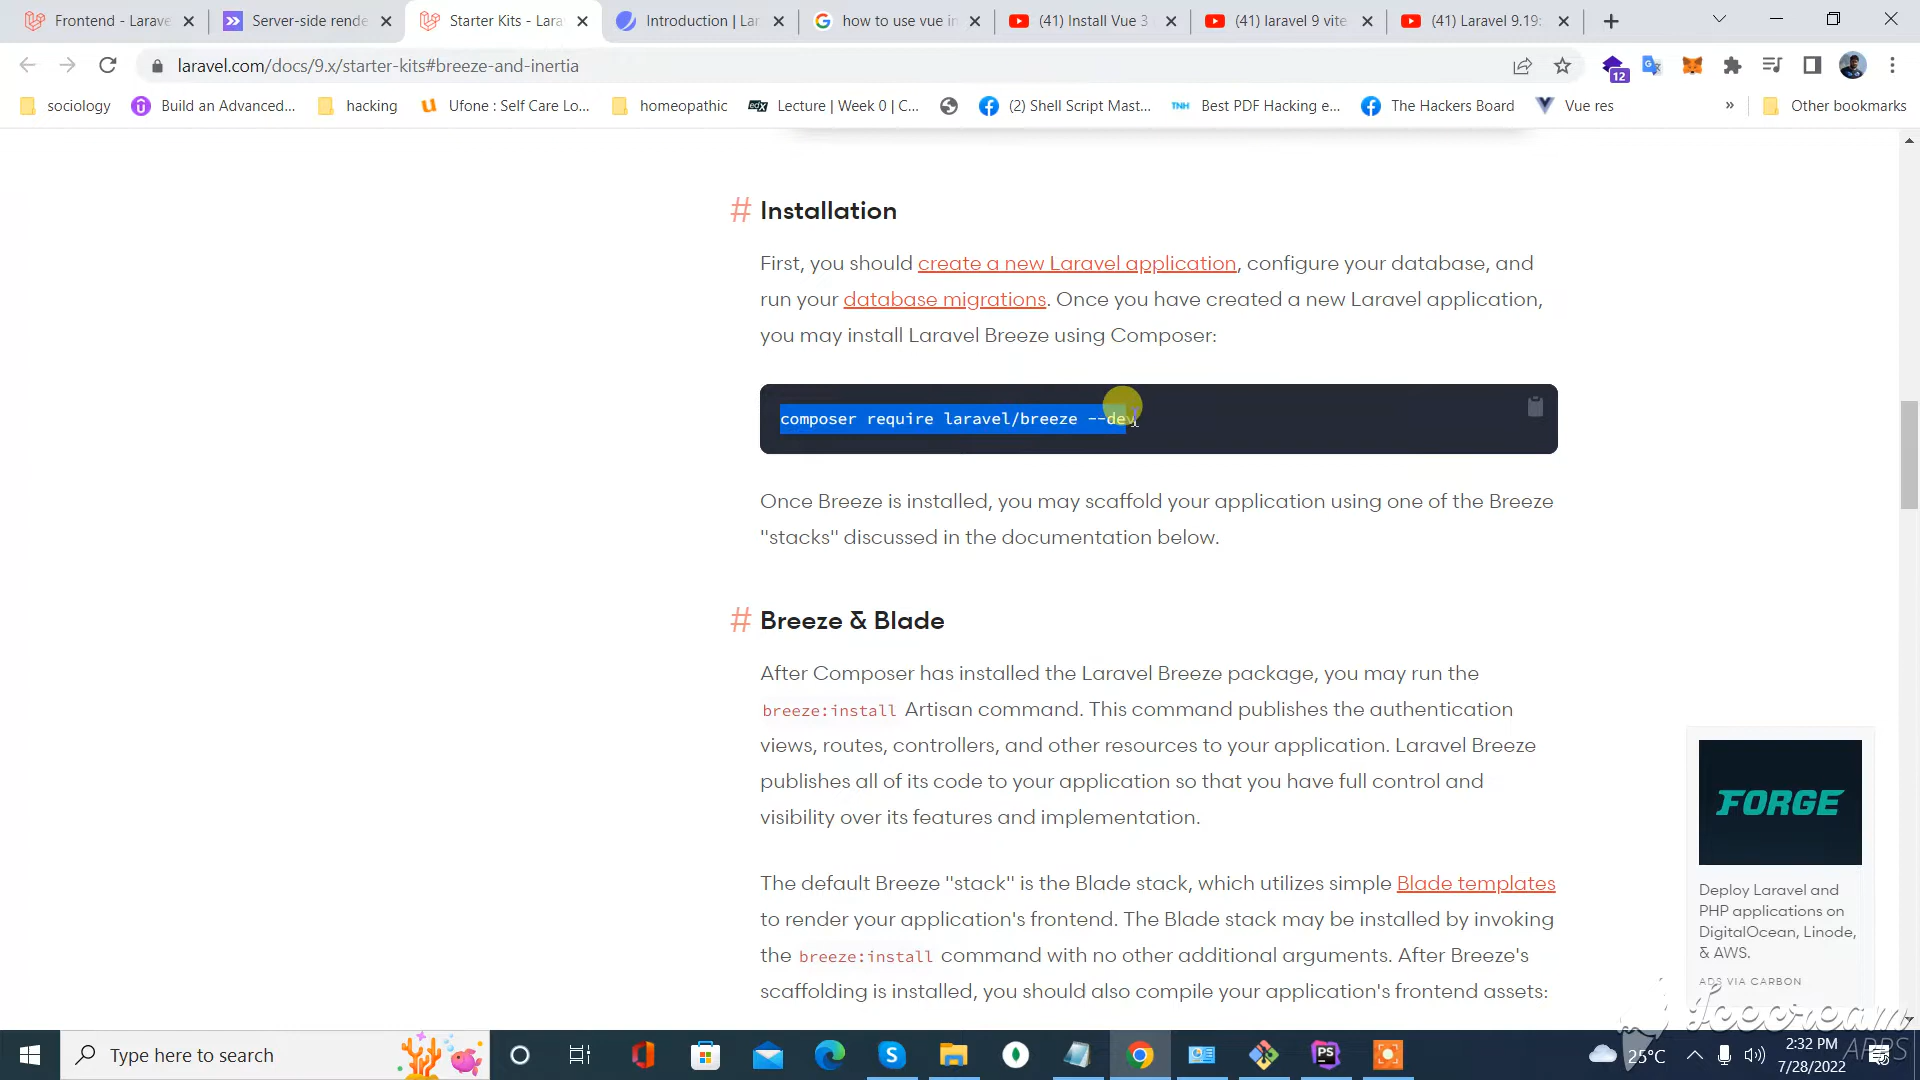 Frontend - Larave
Server-side rende
Starter Kits - Lara
Introduction | Lar
how to use vue in
(41) Install Vue 3
(41) laravel 9 vite
(41) Laravel 9.19:
laravel.com/docs/9.x/starter-kits#breeze-and-inertia
12
sociology
Build an Advanced...
hacking
Ufone : Self Care Lo...
homeopathic
edX
Lecture | Week 0 | C...
(2) Shell Script Mast...
TNH
Best PDF Hacking e...
The Hackers Board
Vue res
»
Other bookmarks
# Installation
First, you should create a new Laravel application, configure your database, and
run your database migrations. Once you have created a new Laravel application,
you may install Laravel Breeze using Composer:
composer require laravel/breeze --dev
Once Breeze is installed, you may scaffold your application using one of the Breeze
"stacks" discussed in the documentation below.
# Breeze & Blade
After Composer has installed the Laravel Breeze package, you may run the
breeze:install Artisan command. This command publishes the authentication
views, routes, controllers, and other resources to your application. Laravel Breeze
publishes all of its code to your application so that you have full control and
visibility over its features and implementation.
The default Breeze "stack" is the Blade stack, which utilizes simple Blade templates
to render your application's frontend. The Blade stack may be installed by invoking
the breeze:install command with no other additional arguments. After Breeze's
scaffolding is installed, you should also compile your application's frontend assets:
FORGE
Deploy Laravel and
PHP applications on
DigitalOcean, Linode,
& AWS.
ADS VIA CARBON
Icecream
APPS
Type here to search
PS
25°C
2:32 PM
7/28/2022